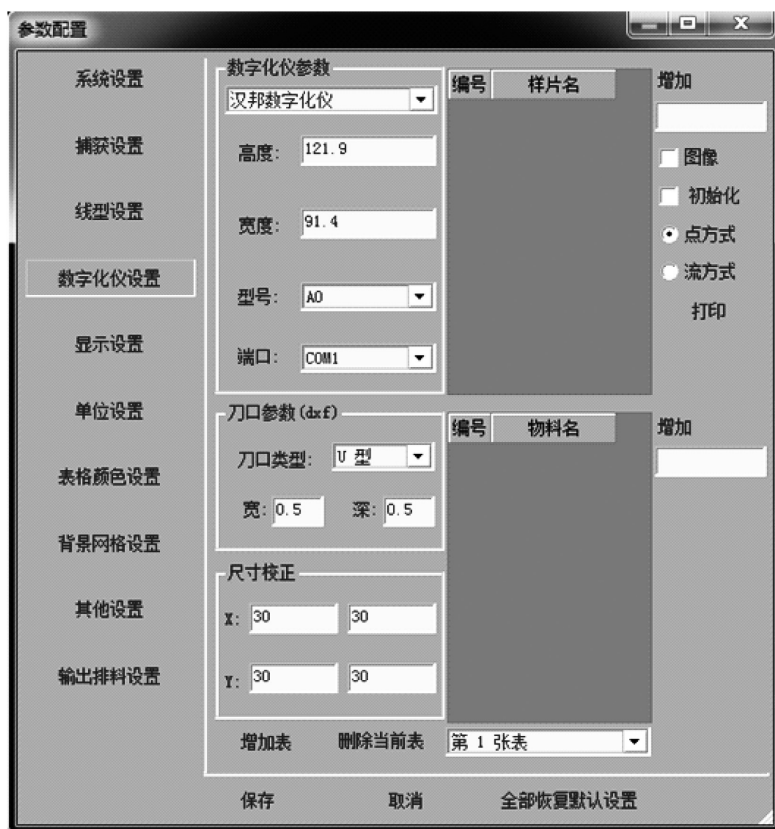 参数配置
系统设置
捕获设置
线型设置
数字化仪设置
显示设置
单位设置
表格颜色设置
背景网格设置
其他设置
输出排料设置
数字化仪参数
汉邦数字化仪
高度: 121.9
宽度: 91.4
型号: A0
端口: COM1
刀口参数(dxf)
刀口类型: U 型
宽: 0.5 深: 0.5
尺寸校正
X: 30 30
Y: 30 30
增加表 删除当前表 第 1 张表
编号 样片名
编号 物料名
增加
图像
初始化
点方式
流方式
打印
增加
保存 取消 全部恢复默认设置